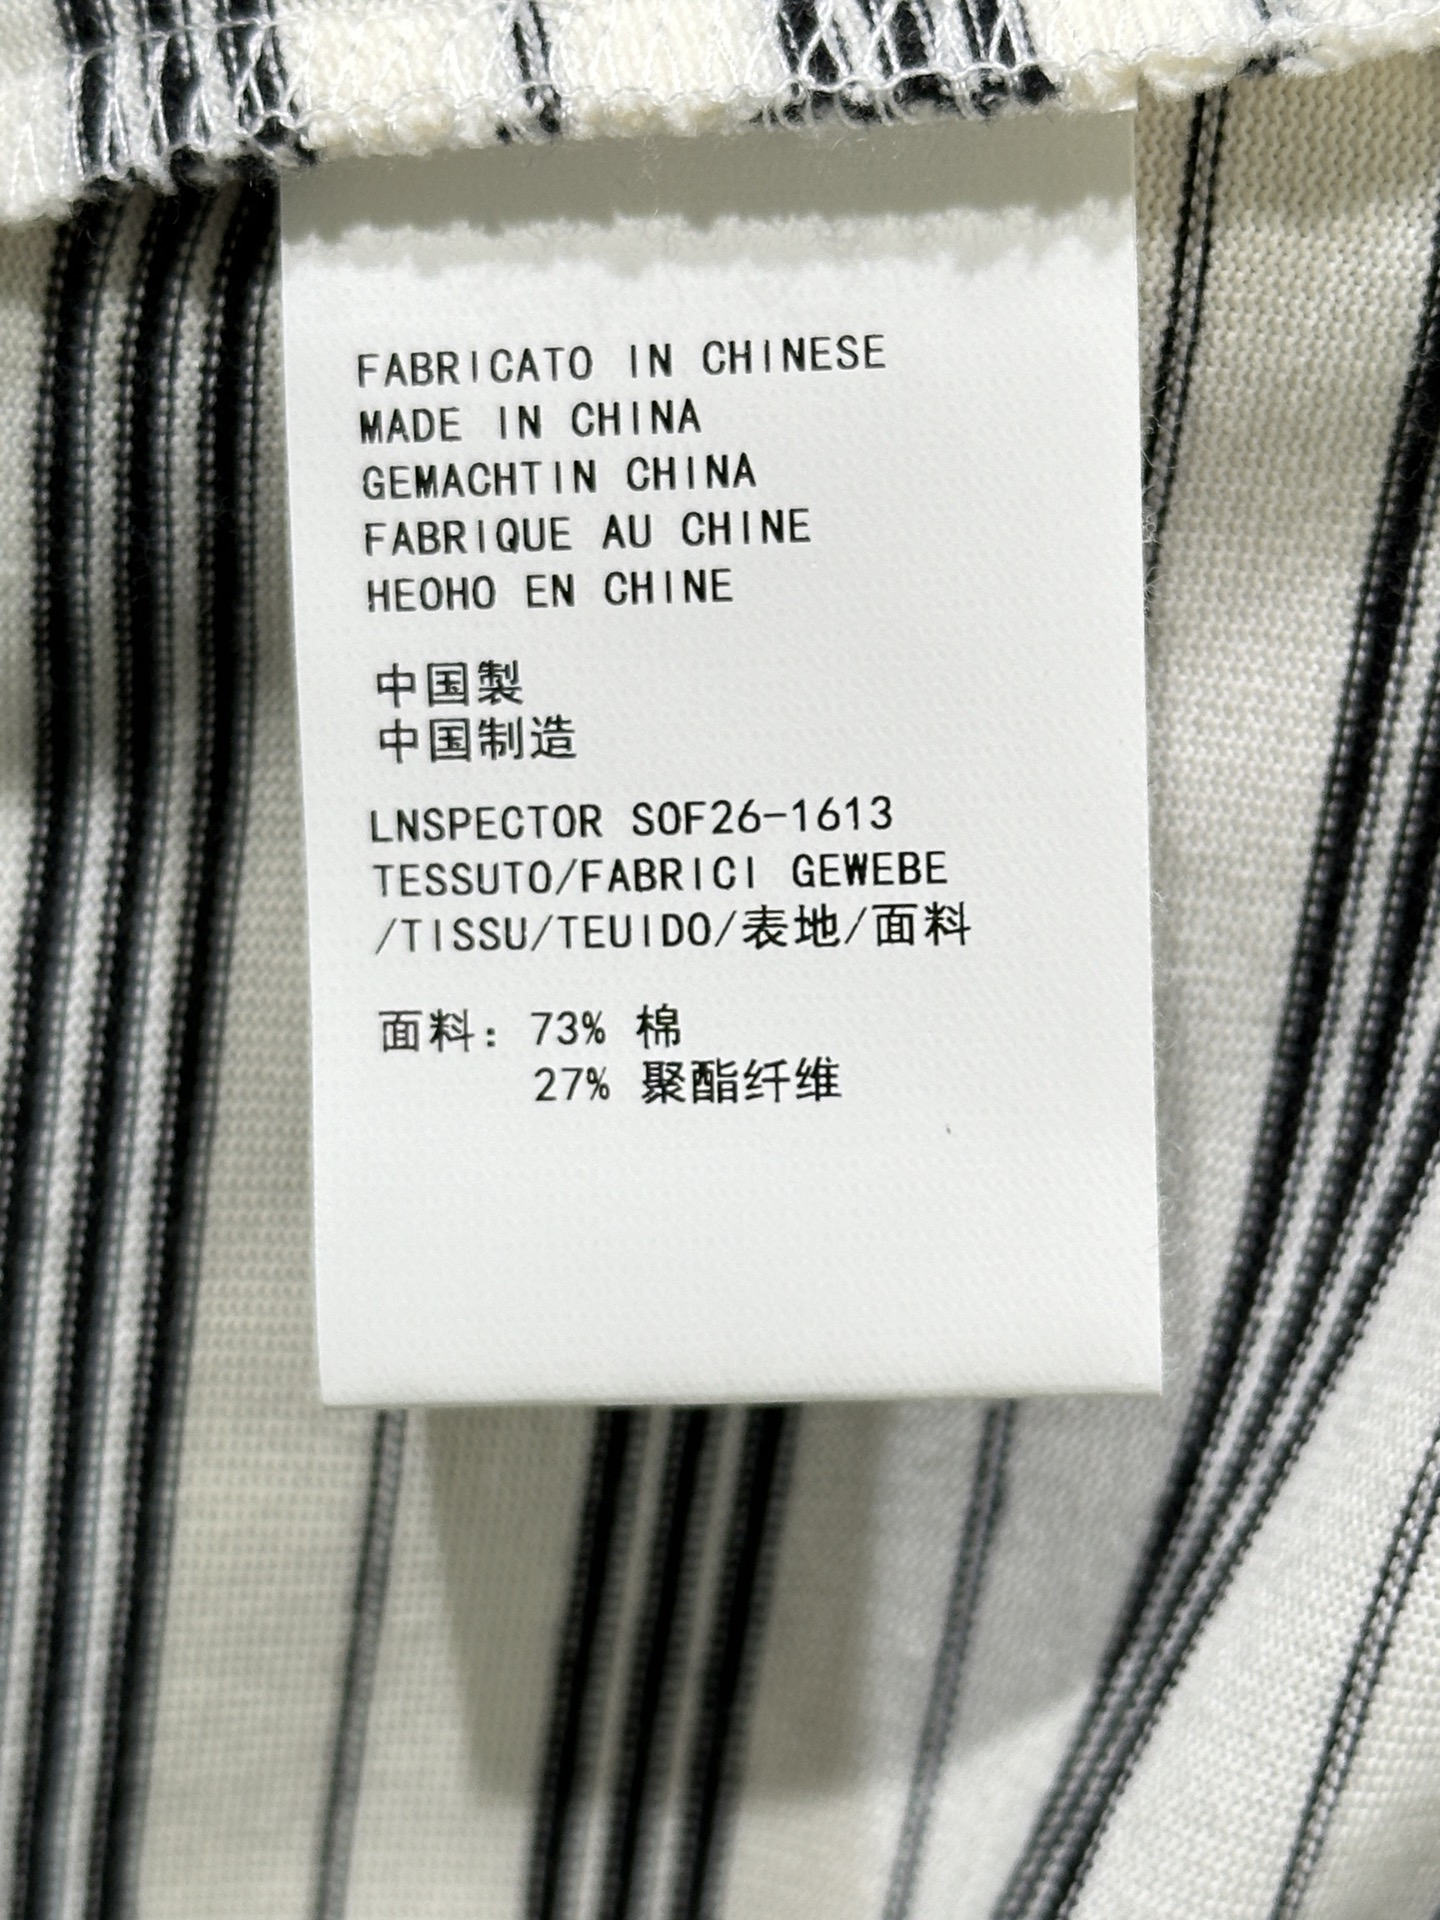 FABRICATO IN CHINESE
MADE IN CHINA
GEMACHTIN CHINA
FABRIQUE AU CHINE
HEOHO EN CHINE
中国製
中国制造
LNSPECTOR SOF26-1613
TESSUTO/FABRICI GEWEBE
/TISSU/TEUIDO/表地/面料
面料：73% 棉
27% 聚酯纤维